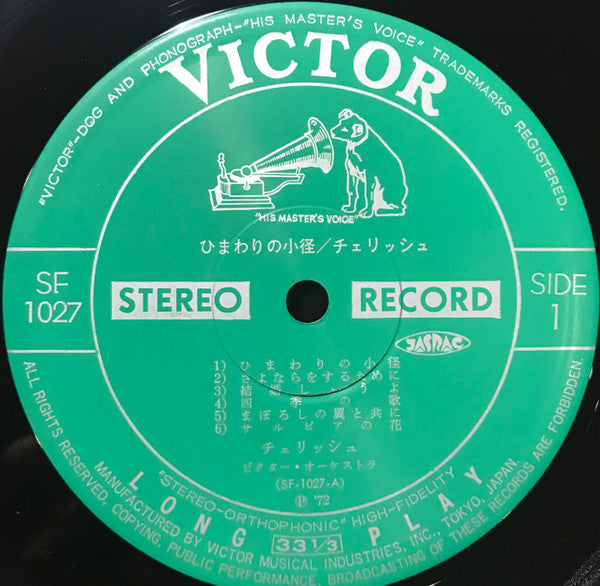 "VICTOR"–DOG AND PHONOGRAPH–"HIS MASTER'S VOICE" TRADEMARKS REGISTERED.
VICTOR
"HIS MASTER'S VOICE"
ひまわりの小径/チェリッシュ
SF
1027
STEREO
RECORD
SIDE
1
JASRAC
1) ひまわりの小径
2) さよならをするために
3) 結婚しようよ
4) 四季の歌
5) まぼろしの翼と共に
6) サルビアの花
チェリッシュ
ビクター・オーケストラ
(SF-1027-A)
Ⓟ '72
"STEREO–ORTHOPHONIC" HIGH–FIDELITY
LONG 33 1/3 PLAY
MANUFACTURED BY VICTOR MUSICAL INDUSTRIES, INC., TOKYO, JAPAN.
ALL RIGHTS RESERVED, COPYING, PUBLIC PERFORMANCE, BROADCASTING OF THESE RECORDS ARE FORBIDDEN.